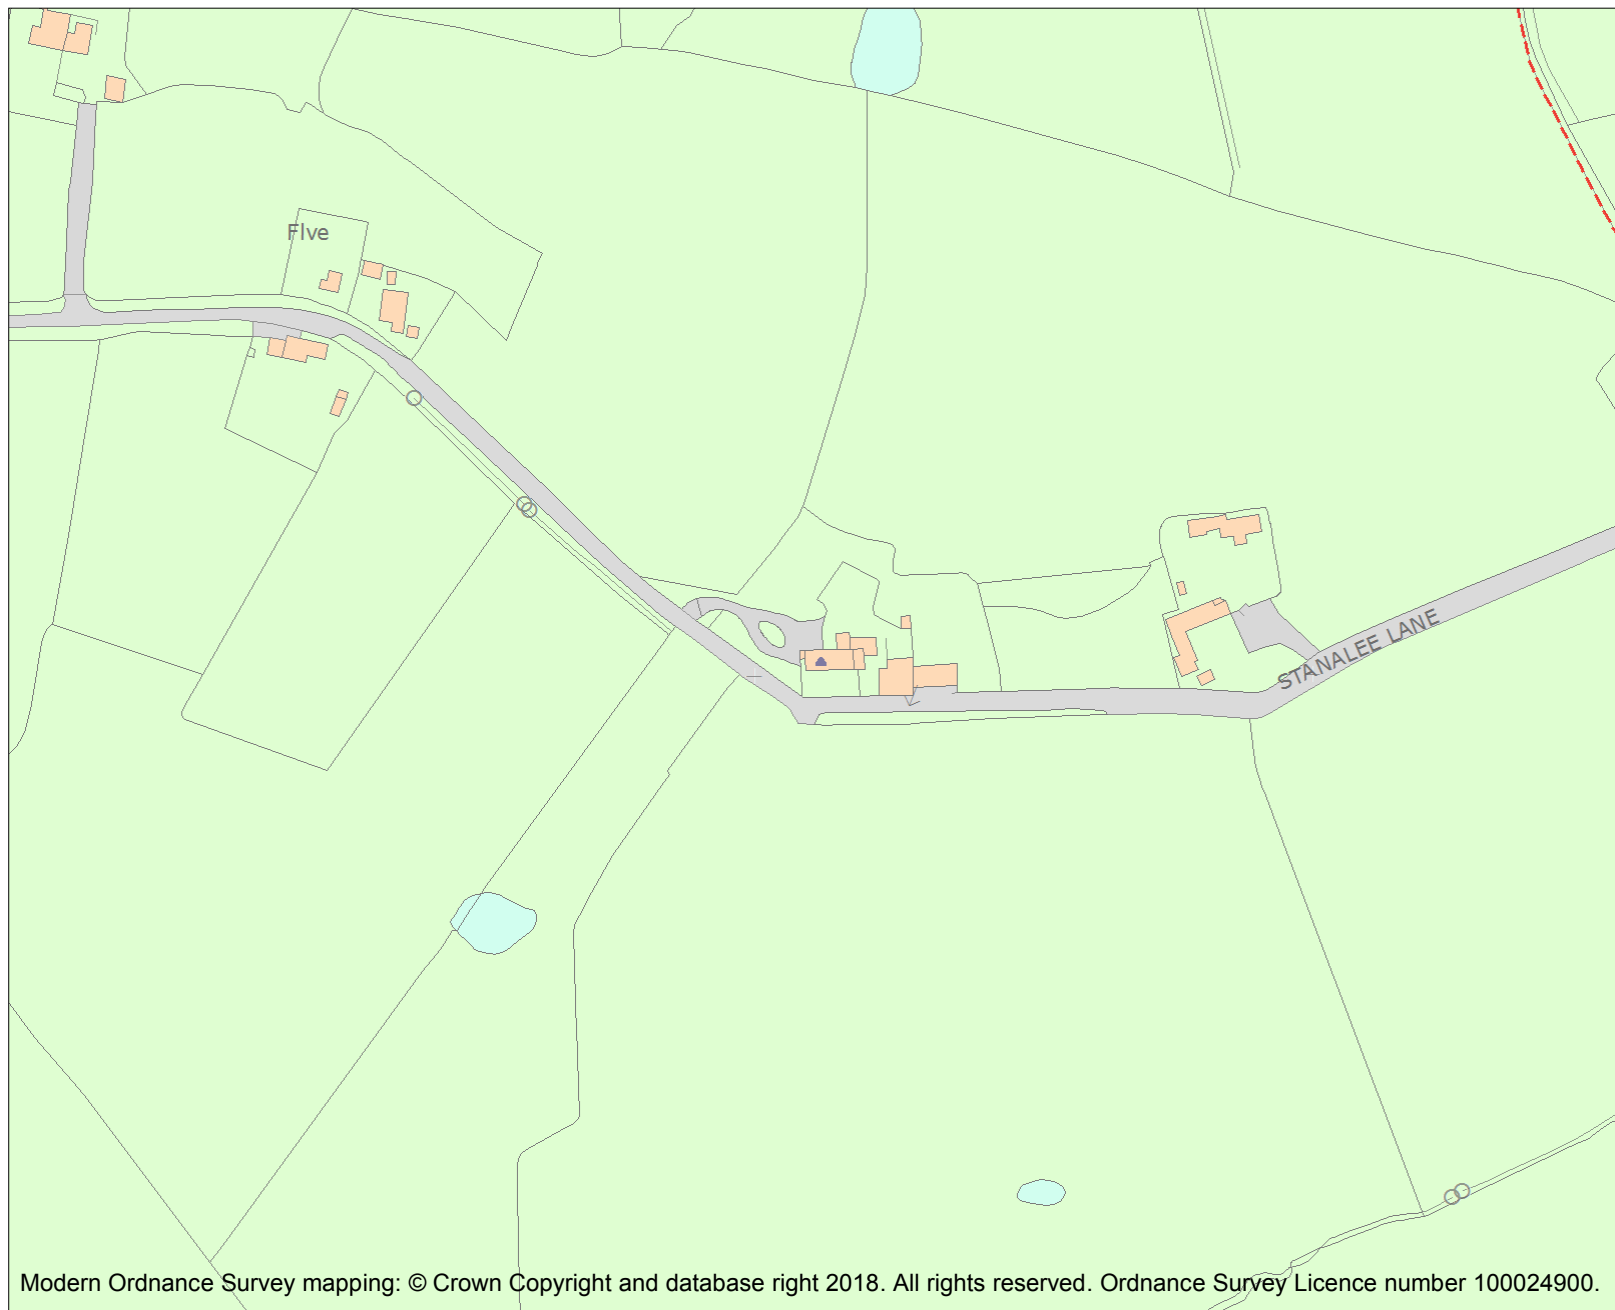 Flve
STANALEE LANE
Modern Ordnance Survey mapping: © Crown Copyright and database right 2018. All rights reserved. Ordnance Survey Licence number 100024900.